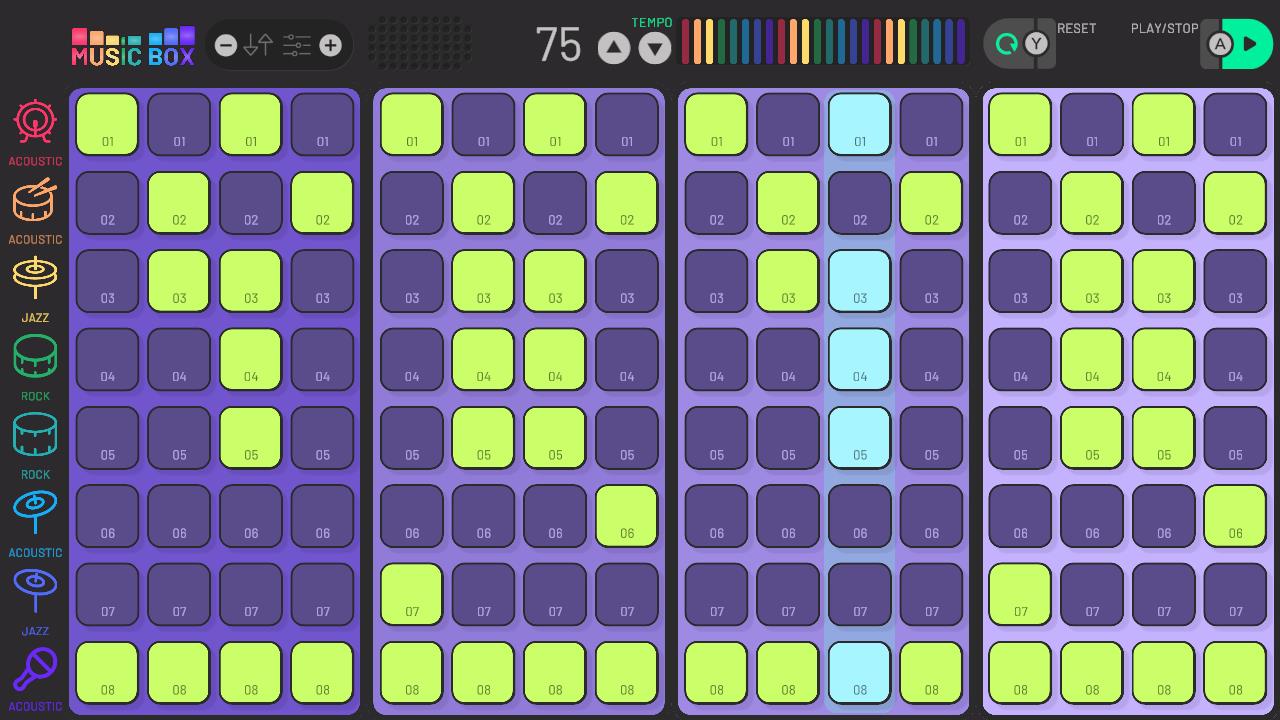 MUSIC BOX
75
TEMPO
Y
RESET
PLAY/STOP
A
01 01 01 01 01 01 01 01 01 01 01 01 01 01 01 01
ACOUSTIC
02 02 02 02 02 02 02 02 02 02 02 02 02 02 02 02
ACOUSTIC
03 03 03 03 03 03 03 03 03 03 03 03 03 03 03 03
JAZZ
04 04 04 04 04 04 04 04 04 04 04 04 04 04 04 04
ROCK
05 05 05 05 05 05 05 05 05 05 05 05 05 05 05 05
ROCK
06 06 06 06 06 06 06 06 06 06 06 06 06 06 06 06
ACOUSTIC
07 07 07 07 07 07 07 07 07 07 07 07 07 07 07 07
JAZZ
08 08 08 08 08 08 08 08 08 08 08 08 08 08 08 08
ACOUSTIC